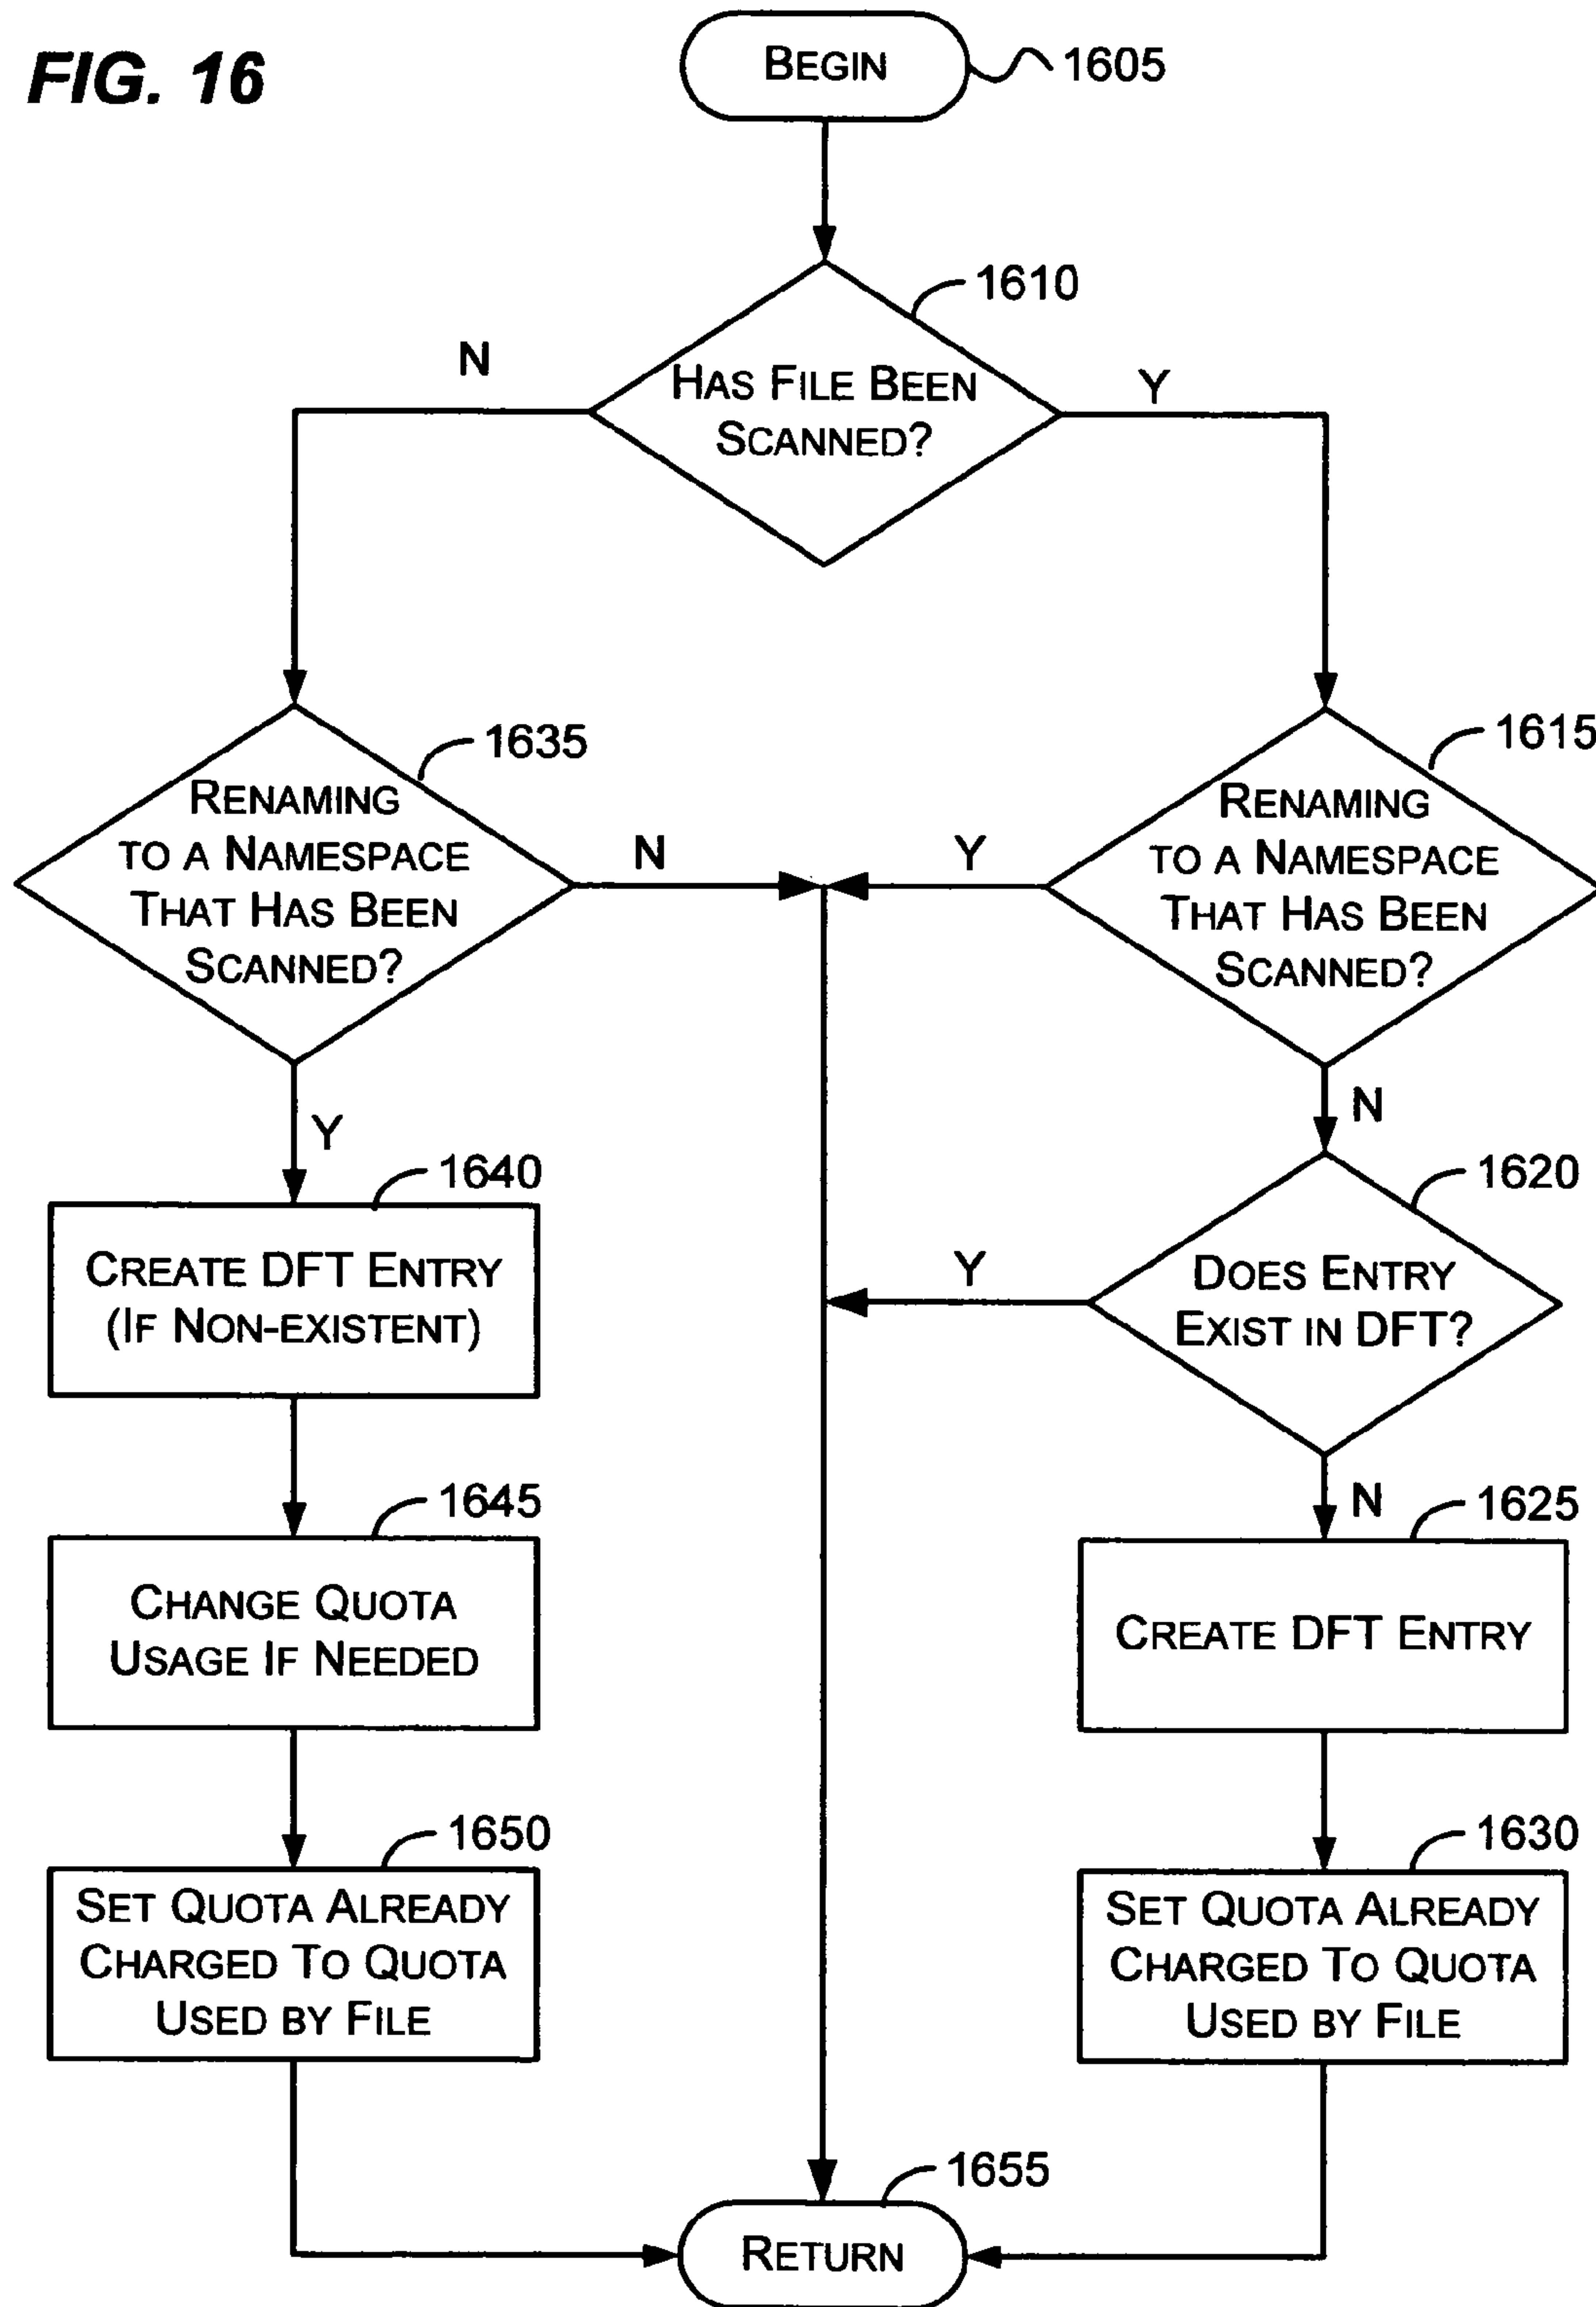 FIG. 16
BEGIN
1605
1610
N
HAS FILE BEEN
SCANNED?
Y
1635
RENAMING
TO A NAMESPACE
THAT HAS BEEN
SCANNED?
N
1615
RENAMING
TO A NAMESPACE
THAT HAS BEEN
SCANNED?
Y
Y
N
1640
CREATE DFT ENTRY
(IF NON-EXISTENT)
1620
DOES ENTRY
EXIST IN DFT?
Y
N
1645
CHANGE QUOTA
USAGE IF NEEDED
1625
CREATE DFT ENTRY
1650
SET QUOTA ALREADY
CHARGED TO QUOTA
USED BY FILE
1630
SET QUOTA ALREADY
CHARGED TO QUOTA
USED BY FILE
1655
RETURN